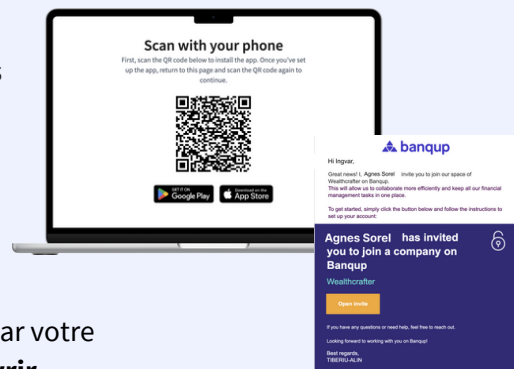 s
Scan with your phone
First, scan the QR code below to install the app. Once you've set
up the app, return to this page and scan the QR code again to
continue.
GET IT ON
Google Play
Download on the
App Store
banqup
Hi Ingvar,
Great news! I, Agnes Sorel invite you to join our space of
Wealthcrafter on Banqup.
This will allow us to collaborate more efficiently and keep all our financial
management tasks in one place.
To get started, simply click the button below and follow the instructions to
set up your account:
Agnes Sorel has invited
you to join a company on
Banqup
Wealthcrafter
Open invite
If you have any questions or need help, feel free to reach out.
Looking forward to working with you on Banqup!
Best regards,
TIBERIU-ALIN
ar votre